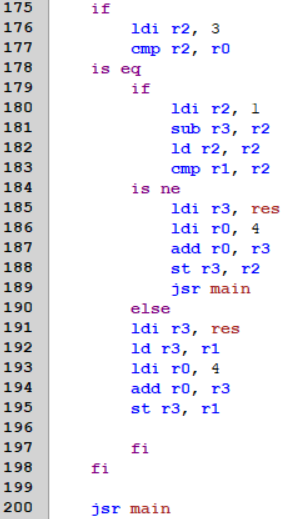 175 if
176 ldi r2, 3
177 cmp r2, r0
178 is eq
179 if
180 ldi r2, 1
181 sub r3, r2
182 ld r2, r2
183 cmp r1, r2
184 is ne
185 ldi r3, res
186 ldi r0, 4
187 add r0, r3
188 st r3, r2
189 jsr main
190 else
191 ldi r3, res
192 ld r3, r1
193 ldi r0, 4
194 add r0, r3
195 st r3, r1
196
197 fi
198 fi
199
200 jsr main